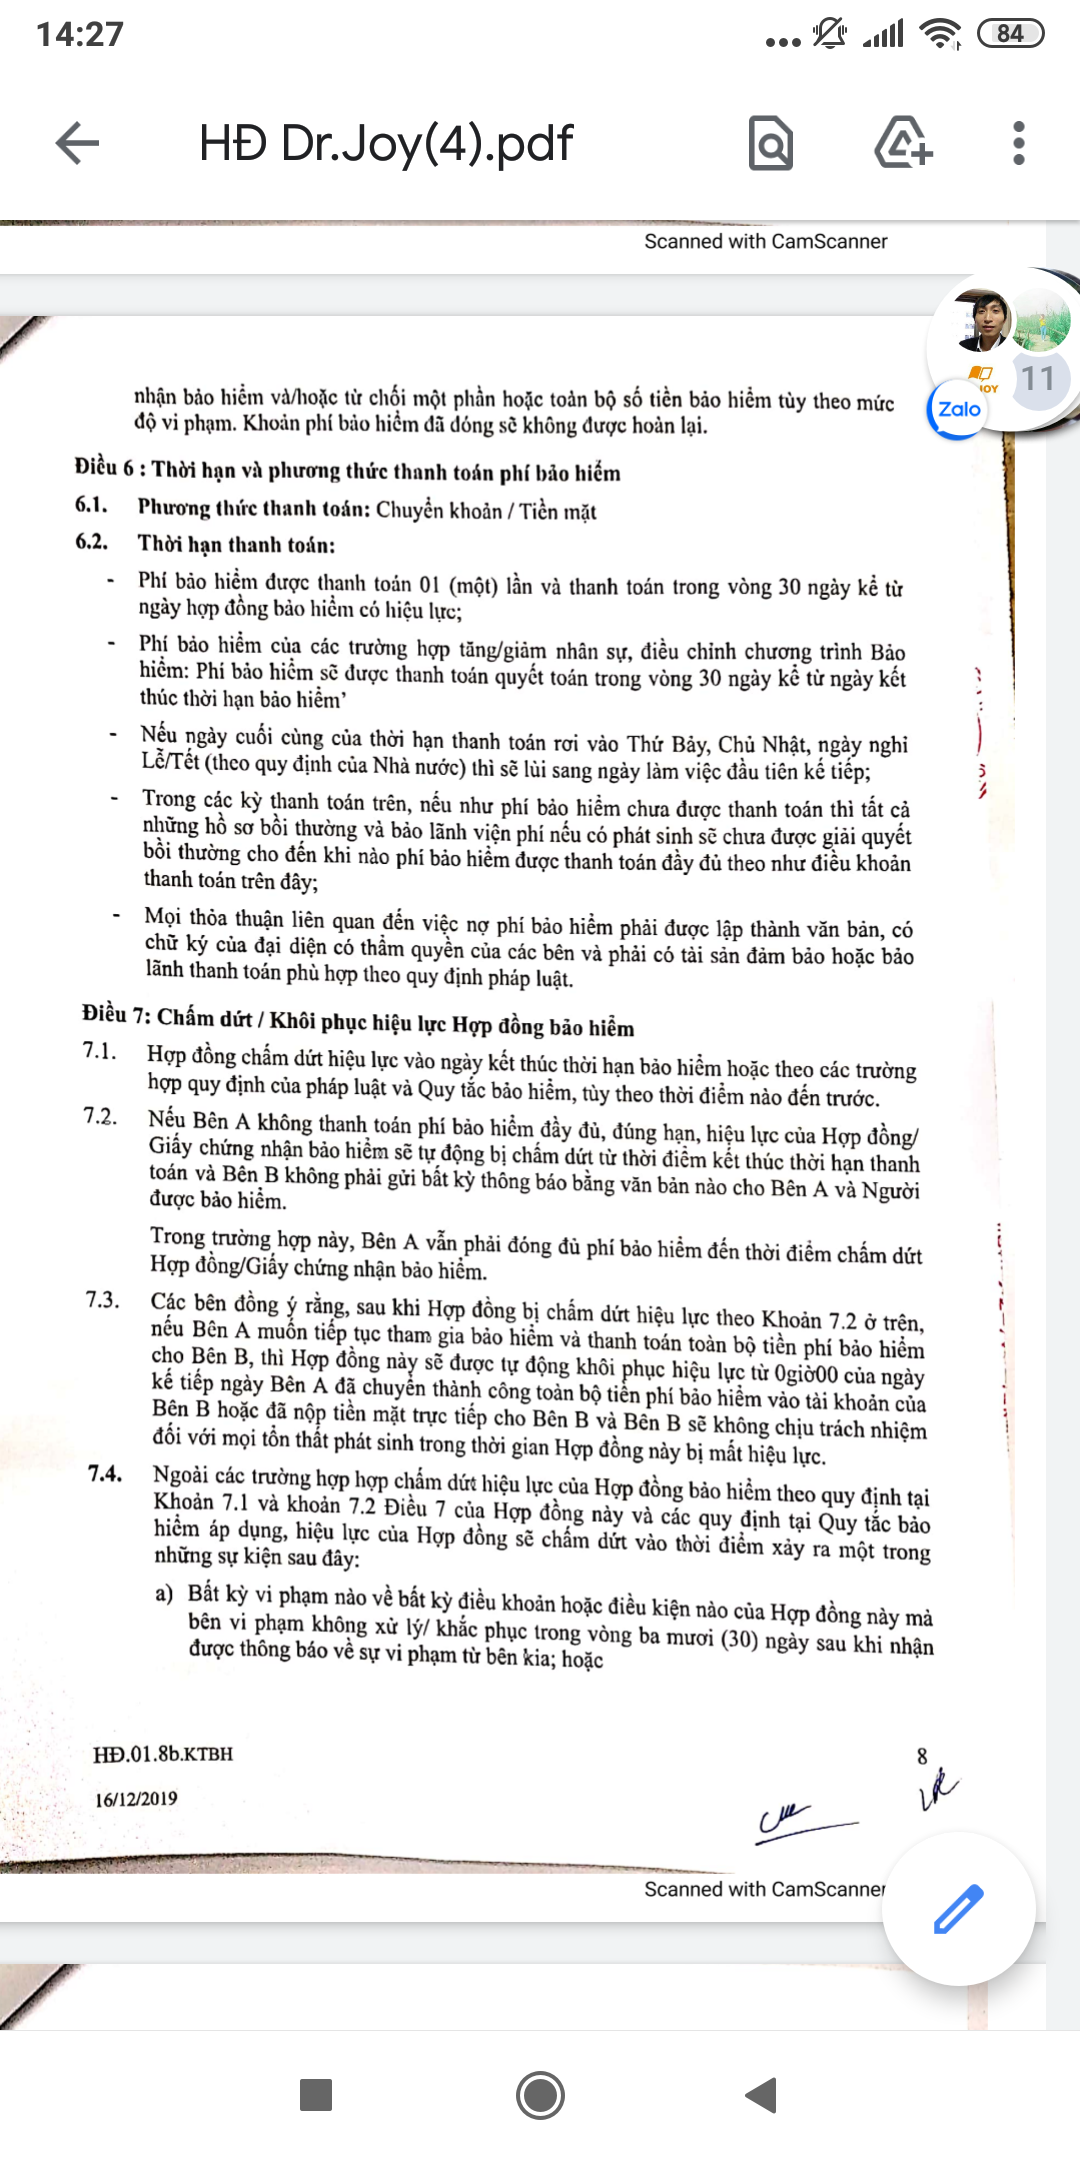 14:27
84
HĐ Dr.Joy(4).pdf
Scanned with CamScanner
11
JOY
Zalo
nhận bảo hiểm và/hoặc từ chối một phần hoặc toàn bộ số tiền bảo hiểm tùy theo mức
độ vi phạm. Khoản phí bảo hiểm đã đóng sẽ không được hoàn lại.
Điều 6 : Thời hạn và phương thức thanh toán phí bảo hiểm
6.1. Phương thức thanh toán: Chuyển khoản / Tiền mặt
6.2. Thời hạn thanh toán:
- Phí bảo hiểm được thanh toán 01 (một) lần và thanh toán trong vòng 30 ngày kể từ
ngày hợp đồng bảo hiểm có hiệu lực;
- Phí bảo hiểm của các trường hợp tăng/giảm nhân sự, điều chỉnh chương trình Bảo
hiểm: Phí bảo hiểm sẽ được thanh toán quyết toán trong vòng 30 ngày kể từ ngày kết
thúc thời hạn bảo hiểm’
- Nếu ngày cuối cùng của thời hạn thanh toán rơi vào Thứ Bảy, Chủ Nhật, ngày nghỉ
Lễ/Tết (theo quy định của Nhà nước) thì sẽ lùi sang ngày làm việc đầu tiên kế tiếp;
- Trong các kỳ thanh toán trên, nếu như phí bảo hiểm chưa được thanh toán thì tất cả
những hồ sơ bồi thường và bảo lãnh viện phí nếu có phát sinh sẽ chưa được giải quyết
bồi thường cho đến khi nào phí bảo hiểm được thanh toán đầy đủ theo như điều khoản
thanh toán trên đây;
- Mọi thỏa thuận liên quan đến việc nợ phí bảo hiểm phải được lập thành văn bản, có
chữ ký của đại diện có thẩm quyền của các bên và phải có tài sản đảm bảo hoặc bảo
lãnh thanh toán phù hợp theo quy định pháp luật.
Điều 7: Chấm dứt / Khôi phục hiệu lực Hợp đồng bảo hiểm
7.1. Hợp đồng chấm dứt hiệu lực vào ngày kết thúc thời hạn bảo hiểm hoặc theo các trường
hợp quy định của pháp luật và Quy tắc bảo hiểm, tùy theo thời điểm nào đến trước.
7.2. Nếu Bên A không thanh toán phí bảo hiểm đầy đủ, đúng hạn, hiệu lực của Hợp đồng/
Giấy chứng nhận bảo hiểm sẽ tự động bị chấm dứt từ thời điểm kết thúc thời hạn thanh
toán và Bên B không phải gửi bất kỳ thông báo bằng văn bản nào cho Bên A và Người
được bảo hiểm.
Trong trường hợp này, Bên A vẫn phải đóng đủ phí bảo hiểm đến thời điểm chấm dứt
Hợp đồng/Giấy chứng nhận bảo hiểm.
7.3. Các bên đồng ý rằng, sau khi Hợp đồng bị chấm dứt hiệu lực theo Khoản 7.2 ở trên,
nếu Bên A muốn tiếp tục tham gia bảo hiểm và thanh toán toàn bộ tiền phí bảo hiểm
cho Bên B, thì Hợp đồng này sẽ được tự động khôi phục hiệu lực từ 0giờ00 của ngày
kế tiếp ngày Bên A đã chuyển thành công toàn bộ tiền phí bảo hiểm vào tài khoản của
Bên B hoặc đã nộp tiền mặt trực tiếp cho Bên B và Bên B sẽ không chịu trách nhiệm
đối với mọi tổn thất phát sinh trong thời gian Hợp đồng này bị mất hiệu lực.
7.4. Ngoài các trường hợp hợp chấm dứt hiệu lực của Hợp đồng bảo hiểm theo quy định tại
Khoản 7.1 và khoản 7.2 Điều 7 của Hợp đồng này và các quy định tại Quy tắc bảo
hiểm áp dụng, hiệu lực của Hợp đồng sẽ chấm dứt vào thời điểm xảy ra một trong
những sự kiện sau đây:
a) Bất kỳ vi phạm nào về bất kỳ điều khoản hoặc điều kiện nào của Hợp đồng này mà
bên vi phạm không xử lý/ khắc phục trong vòng ba mươi (30) ngày sau khi nhận
được thông báo về sự vi phạm từ bên kia; hoặc
HĐ.01.8b.KTBH
8
16/12/2019
Scanned with CamScanner